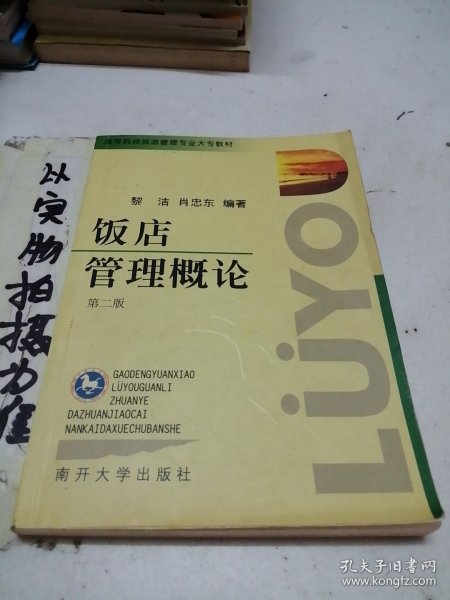 高等院校旅游管理专业大专教材
黎 洁 肖忠东 编著
饭店
管理概论
第二版
LÜYO
GAODENGYUANXIAO
LÜYOUGUANLI
ZHUANYE
DAZHUANJIAOCAI
NANKAIDAXUECHUBANSHE
南开大学出版社
以实物拍摄为准
孔夫子旧书网
www.kongfz.com